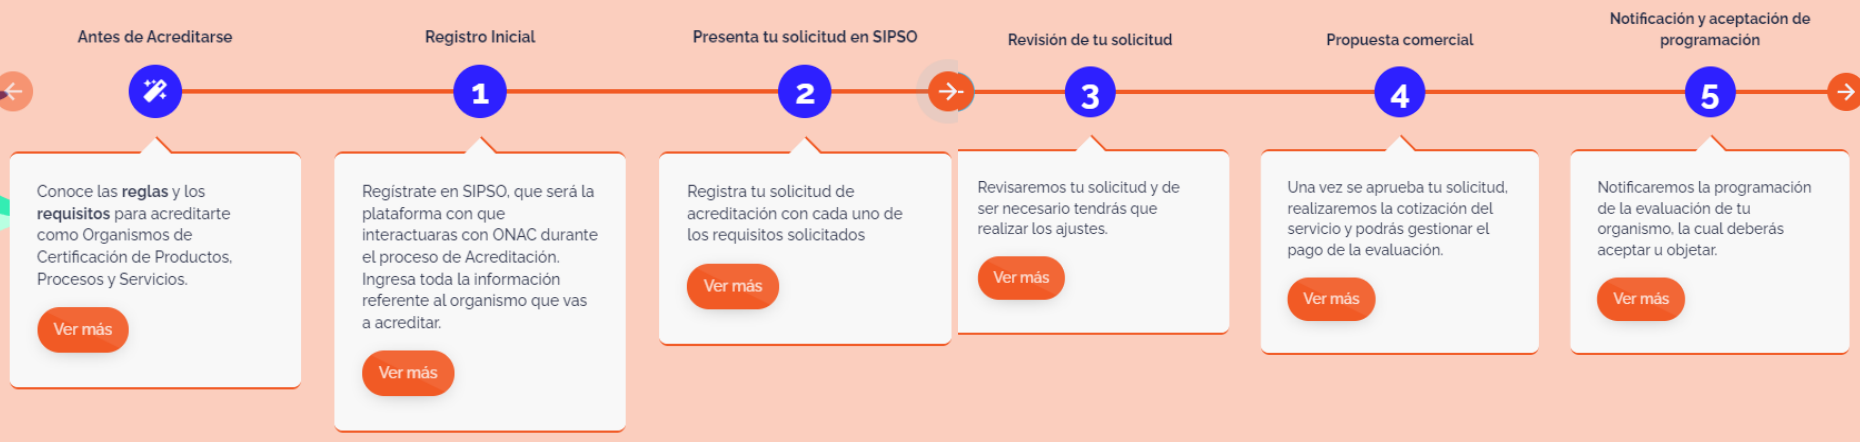 Antes de Acreditarse
Conoce las reglas y los
requisitos para acreditarte
como Organismos de
Certificación de Productos,
Procesos y Servicios.
Ver más
Registro Inicial
1
Regístrate en SIPSO, que será la
plataforma con que
interactuaras con ONAC durante
el proceso de Acreditación.
Ingresa toda la información
referente al organismo que vas
a acreditar.
Ver más
Presenta tu solicitud en SIPSO
2
Registra tu solicitud de
acreditación con cada uno de
los requisitos solicitados
Ver más
Revisión de tu solicitud
3
Revisaremos tu solicitud y de
ser necesario tendrás que
realizar los ajustes.
Ver más
Propuesta comercial
4
Una vez se aprueba tu solicitud,
realizaremos la cotización del
servicio y podrás gestionar el
pago de la evaluación.
Ver más
Notificación y aceptación de
programación
5
Notificaremos la programación
de la evaluación de tu
organismo, la cual deberás
aceptar u objetar.
Ver más